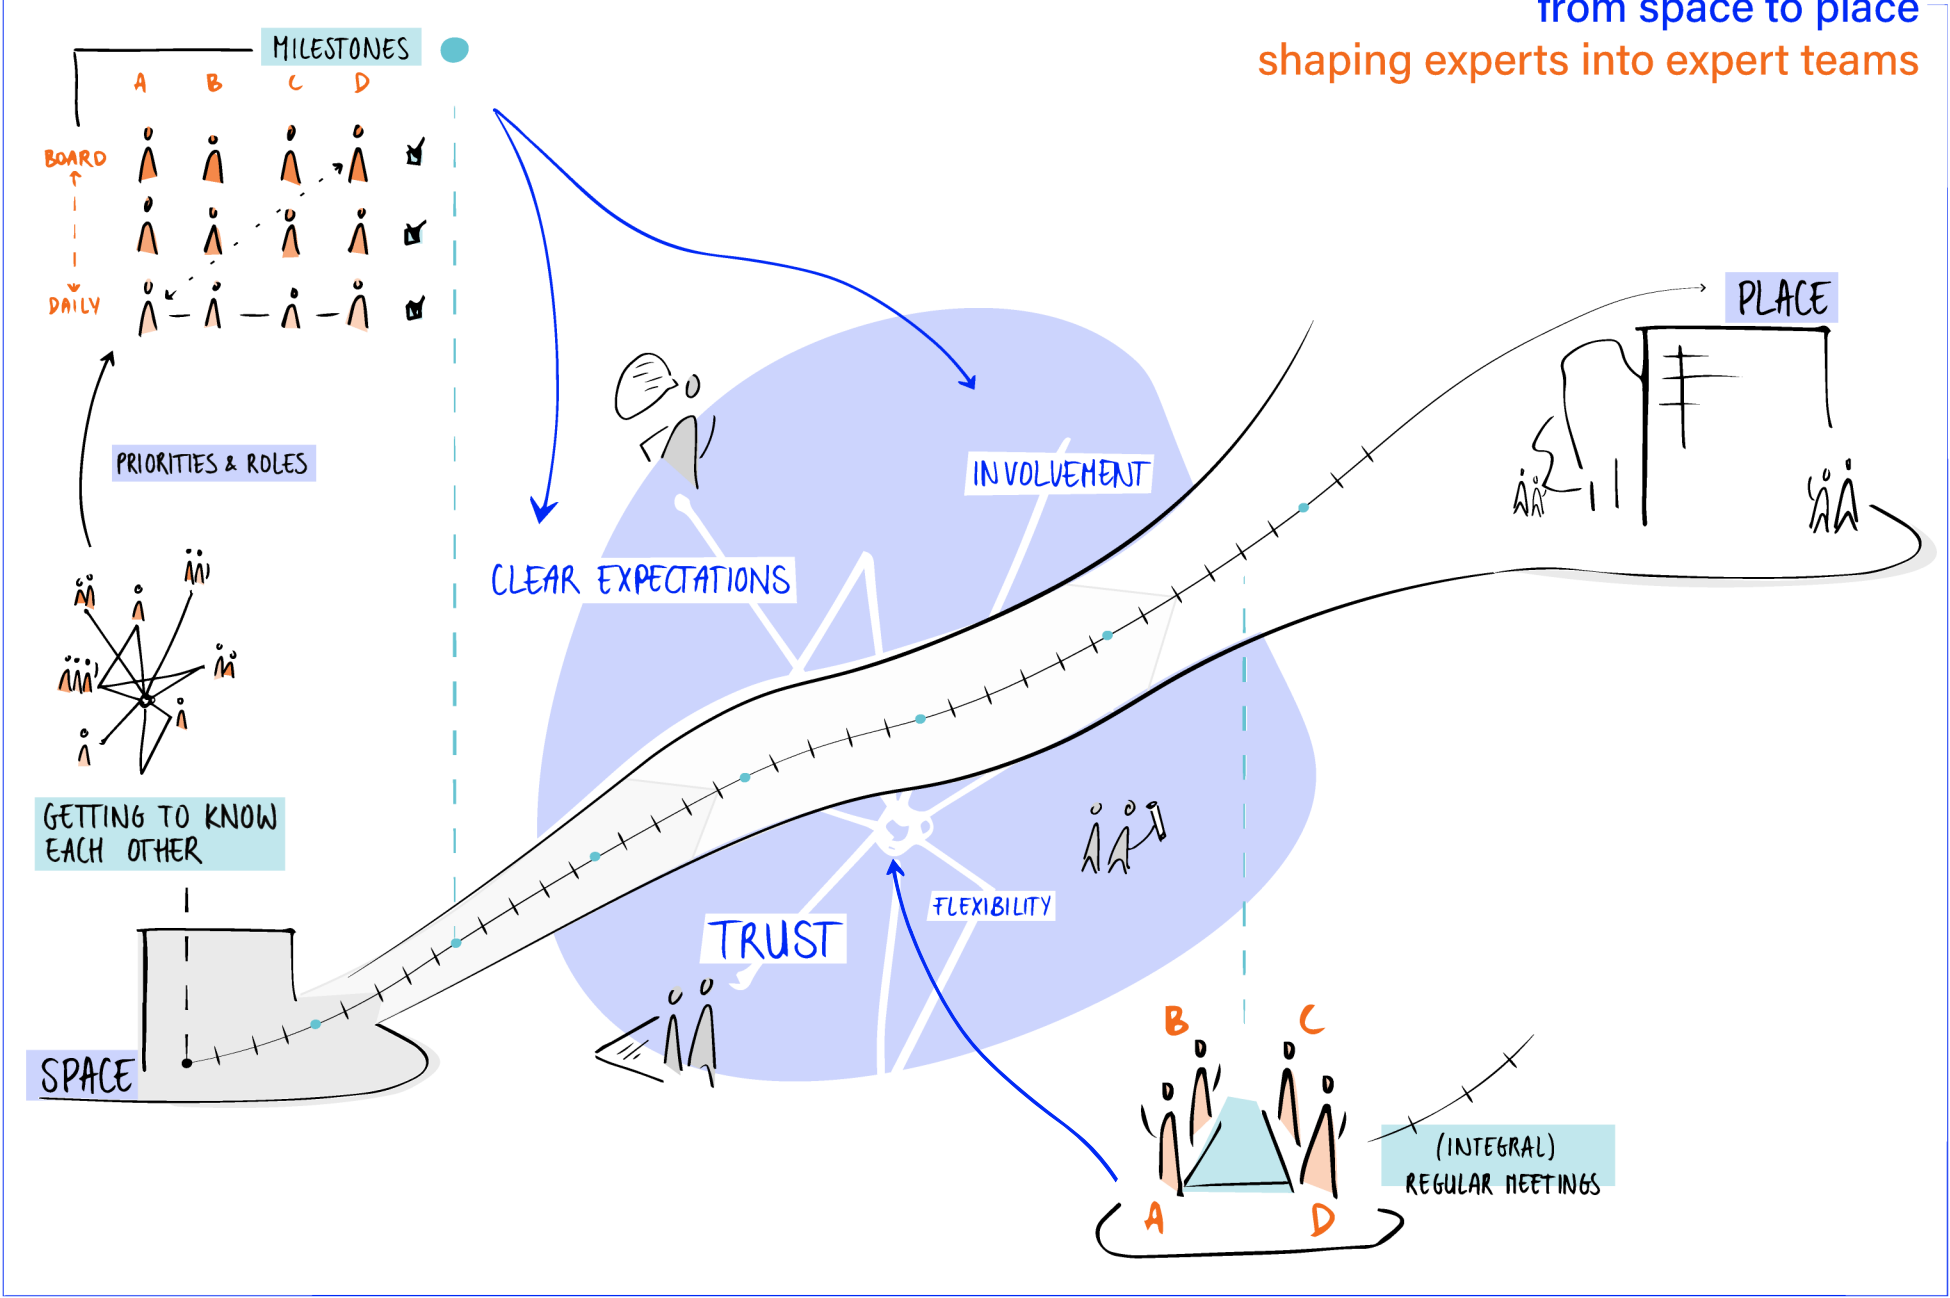 from space to place
shaping experts into expert teams
MILESTONES
A B C D
BOARD
DAILY
PLACE
PRIORITIES & ROLES
INVOLVEMENT
CLEAR EXPECTATIONS
GETTING TO KNOW
EACH OTHER
FLEXIBILITY
TRUST
SPACE
B C
(INTEGRAL)
REGULAR MEETINGS
A D